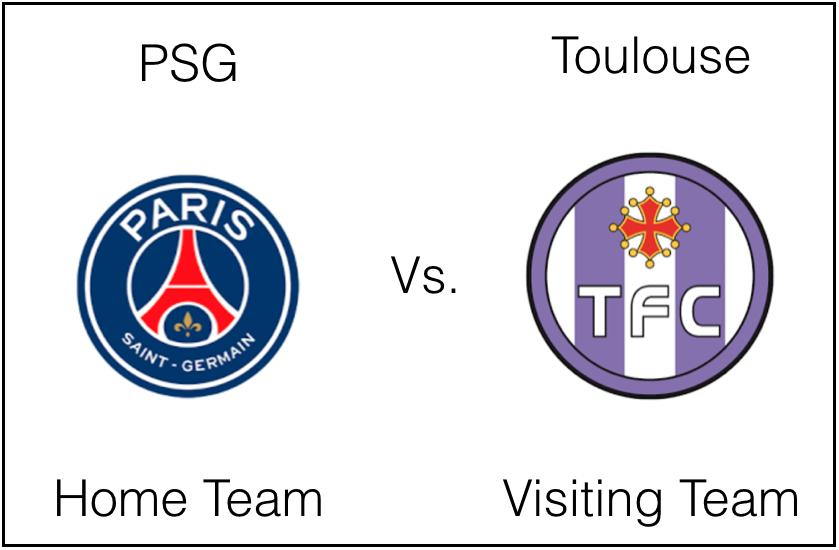 PSG
Toulouse
PARIS
SAINT-GERMAIN
Vs.
TFC
Home Team
Visiting Team